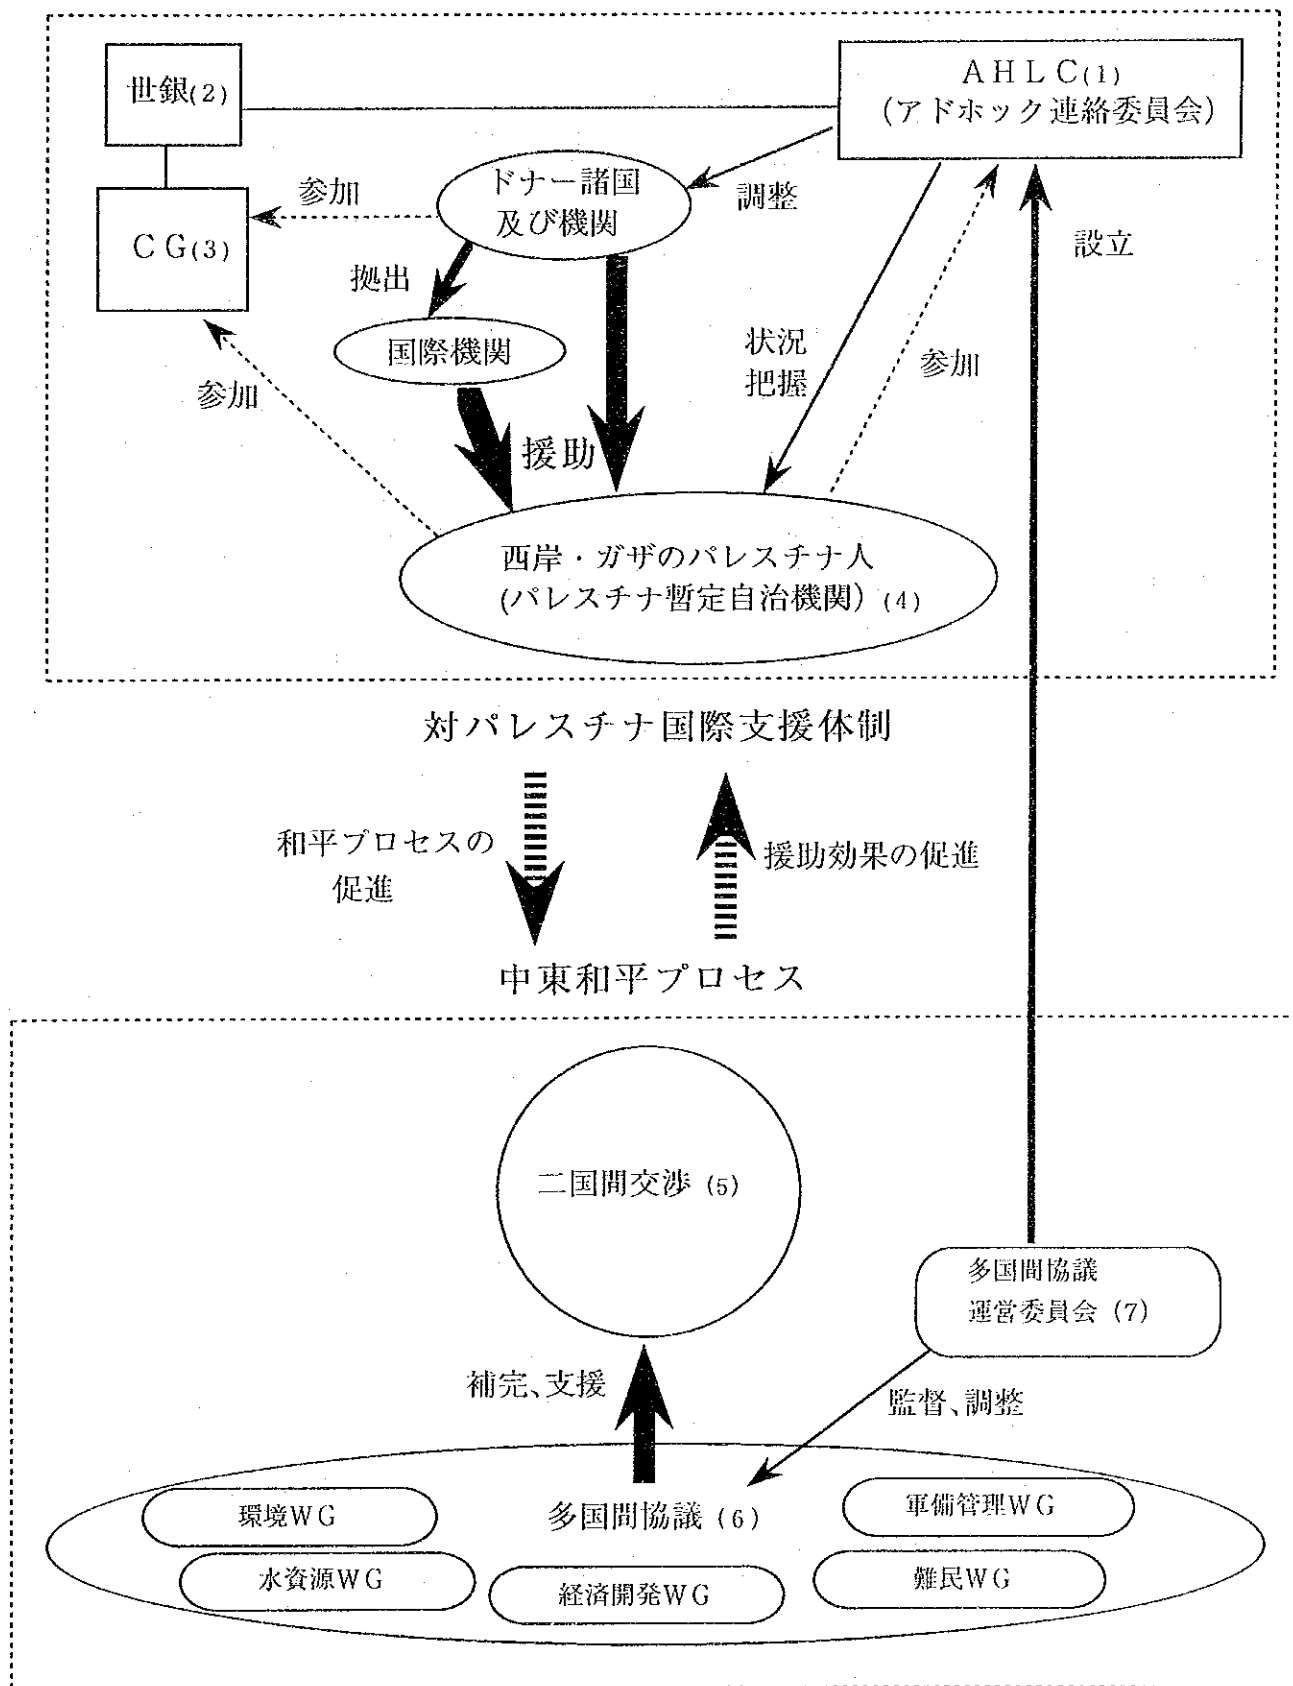 世銀(2)
ＡＨＬＣ(1)
(アドホック連絡委員会)
ドナー諸国
及び機関
参加
調整
ＣＧ(3)
設立
拠出
国際機関
状況
把握
参加
参加
援助
西岸・ガザのパレスチナ人
(パレスチナ暫定自治機関) (4)
対パレスチナ国際支援体制
和平プロセスの
促進
援助効果の促進
中東和平プロセス
二国間交渉 (5)
多国間協議
運営委員会 (7)
補完、支援
監督、調整
環境ＷＧ
多国間協議 (6)
軍備管理ＷＧ
水資源ＷＧ
経済開発ＷＧ
難民ＷＧ